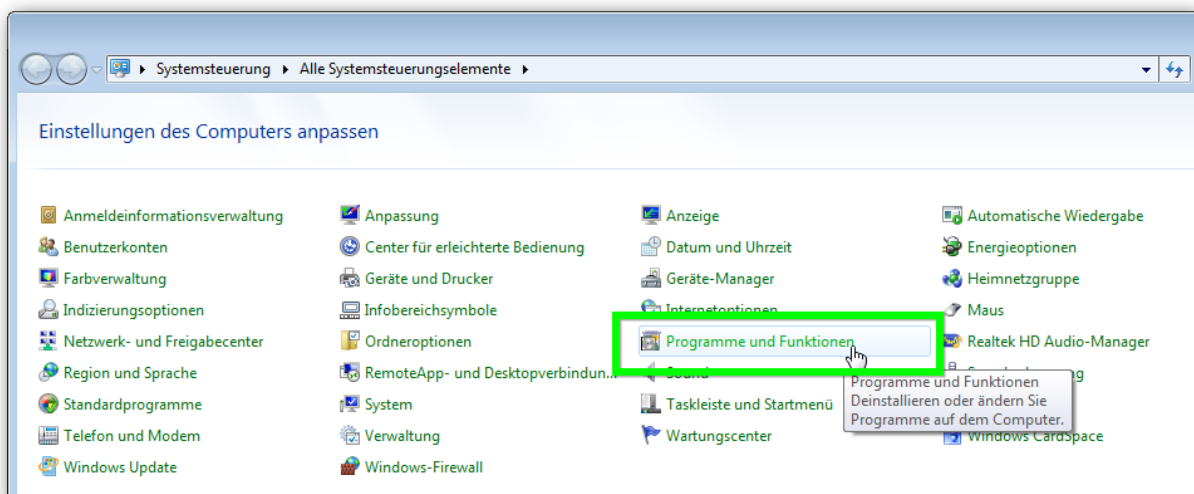 Systemsteuerung Alle Systemsteuerungselemente
Einstellungen des Computers anpassen
Anmeldeinformationsverwaltung
Anpassung
Anzeige
Automatische Wiedergabe
Benutzerkonten
Center für erleichterte Bedienung
Datum und Uhrzeit
Energieoptionen
Farbverwaltung
Geräte und Drucker
Geräte-Manager
Heimnetzgruppe
Indizierungsoptionen
Infobereichsymbole
Internetoptionen
Maus
Netzwerk- und Freigabecenter
Ordneroptionen
Programme und Funktionen
Realtek HD Audio-Manager
Region und Sprache
RemoteApp- und Desktopverbindun...
Sound
Standardprogramme
System
Taskleiste und Startmenü
Programme und Funktionen
Deinstallieren oder ändern Sie
Programme auf dem Computer.
Telefon und Modem
Verwaltung
Wartungscenter
Windows CardSpace
Windows Update
Windows-Firewall